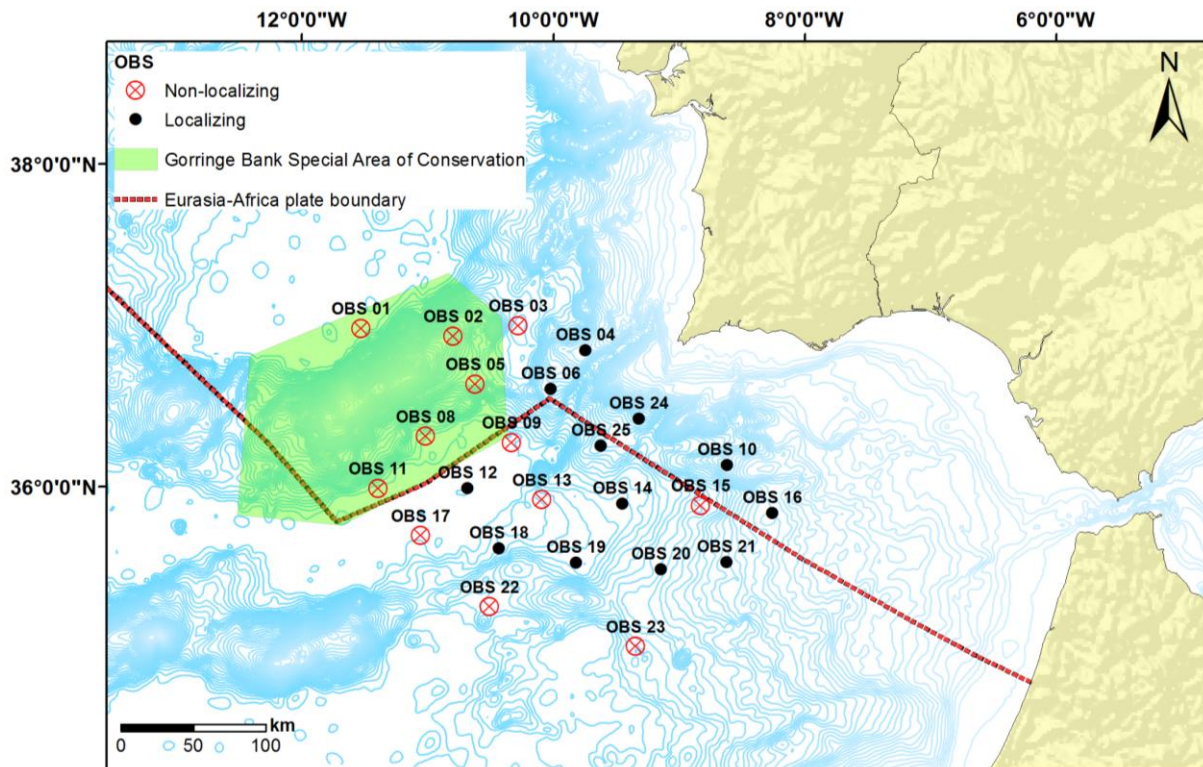 12°0'0"W 10°0'0"W 8°0'0"W 6°0'0"W
OBS
Non-localizing
Localizing
Gorringe Bank Special Area of Conservation
Eurasia-Africa plate boundary
N
38°0'0"N
36°0'0"N
OBS 01
OBS 02
OBS 03
OBS 04
OBS 05
OBS 06
OBS 24
OBS 08
OBS 09
OBS 25
OBS 10
OBS 11
OBS 12
OBS 13
OBS 14
OBS 15
OBS 16
OBS 17
OBS 18
OBS 19
OBS 20
OBS 21
OBS 22
OBS 23
km
0 50 100